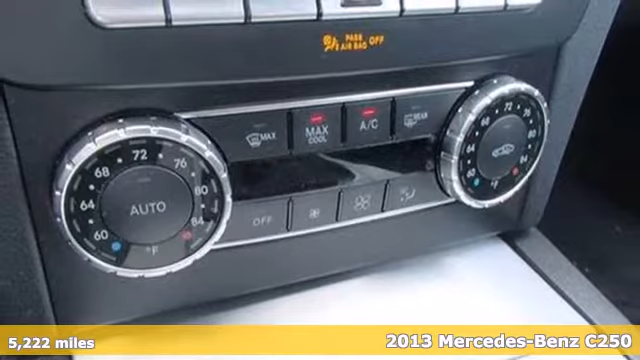 PASS AIR BAG OFF
MAX
MAX COOL
A/C
REAR
60 64 68 72 76 80 84
AUTO
°F
OFF
60 64 68 72 76 80 84
°F
5,222 miles
2013 Mercedes-Benz C250